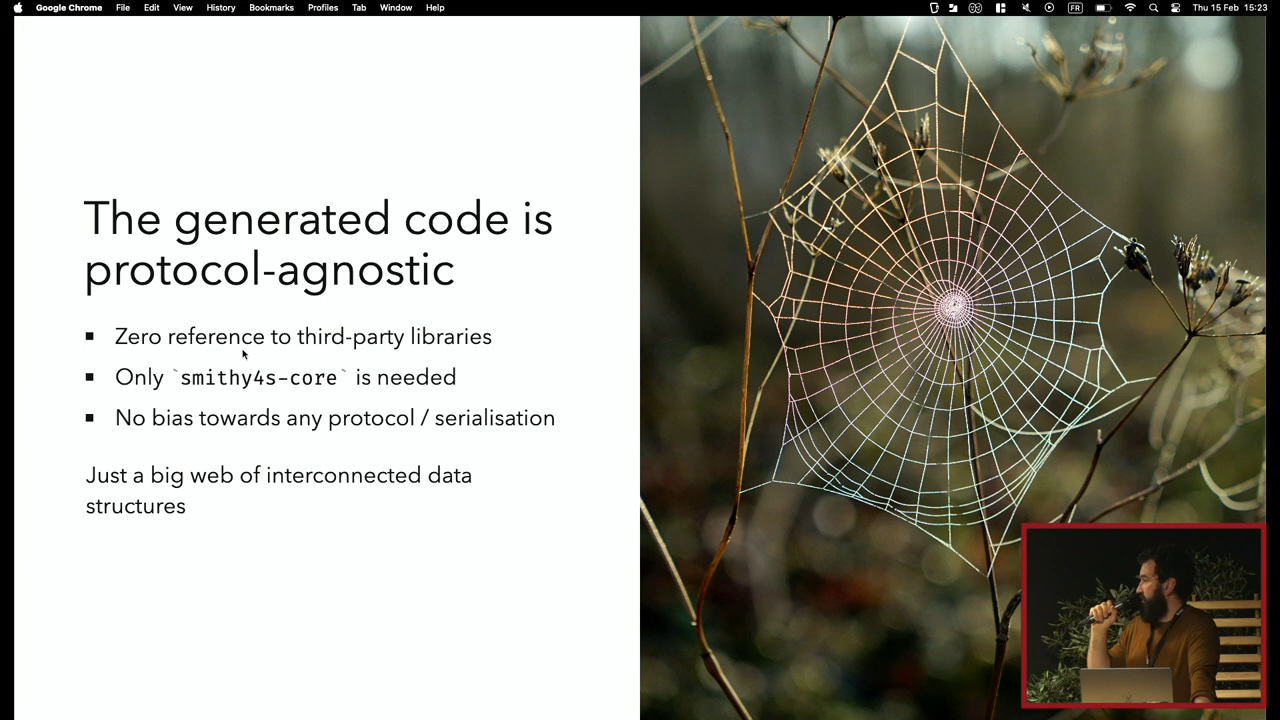 Google Chrome File Edit View History Bookmarks Profiles Tab Window Help FR Thu 15 Feb 15:23
The generated code is
protocol-agnostic
▪ Zero reference to third-party libraries
▪ Only `smithy4s-core` is needed
▪ No bias towards any protocol / serialisation
Just a big web of interconnected data
structures